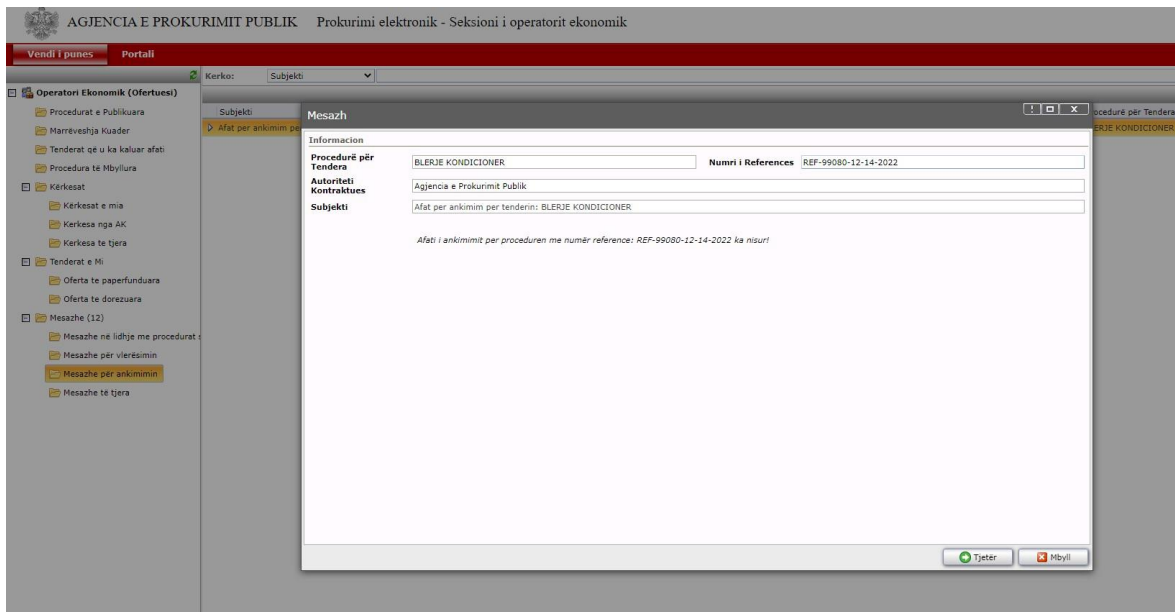 AGJENCIA E PROKURIMIT PUBLIK Prokurimi elektronik - Seksioni i operatorit ekonomik
Vendi i punes Portali
Kerko: Subjekti
Operatori Ekonomik (Ofertuesi)
Procedurat e Publikuara
Marrëveshja Kuader
Tenderat që u ka kaluar afati
Procedura të Mbyllura
Kërkesat
Kërkesat e mia
Kerkesa nga AK
Kerkesa te tjera
Tenderat e Mi
Oferta te paperfunduara
Oferta te dorezuara
Mesazhe (12)
Mesazhe në lidhje me procedurat
Mesazhe për vlerësimin
Mesazhe për ankimimin
Mesazhe të tjera
Subjekti
Afat per ankimim pe
ocedurë për Tendera
ERJE KONDICIONER
Mesazh
Informacion
Procedurë për Tendera BLERJE KONDICIONER Numri i References REF-99080-12-14-2022
Autoriteti Kontraktues Agjencia e Prokurimit Publik
Subjekti Afat per ankimim per tenderin: BLERJE KONDICIONER
Afati i ankimimit per proceduren me numër reference: REF-99080-12-14-2022 ka nisur!
Tjetër Mbyll